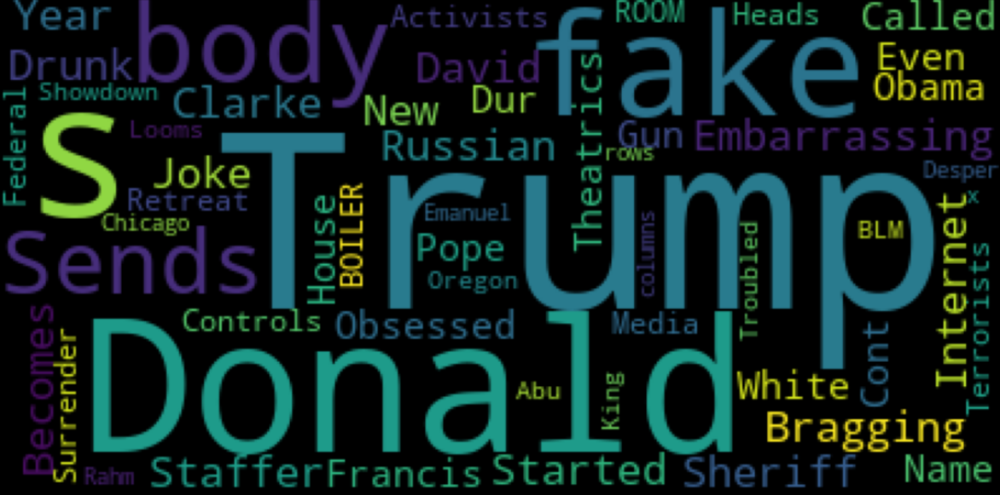 Year
body
Activists
fake
ROOM
Heads
Called
Drunk
David
Even
Obama
Showdown
Clarke
New
Dur
Theatrics
Federal
S
Looms
Trump
Russian
Gun
Embarrassing
rows
Joke
Retreat
Chicago
Desper
x
Internet
Sends
House
BOILER
Emanuel
Pope
Oregon
columns
Troubled
BLM
Terrorists
Becomes
Surrender
Controls
Obsessed
Media
Cont
Donald
Abu
King
White
Bragging
Rahm
Staffer
Francis
Started
Sheriff
Name